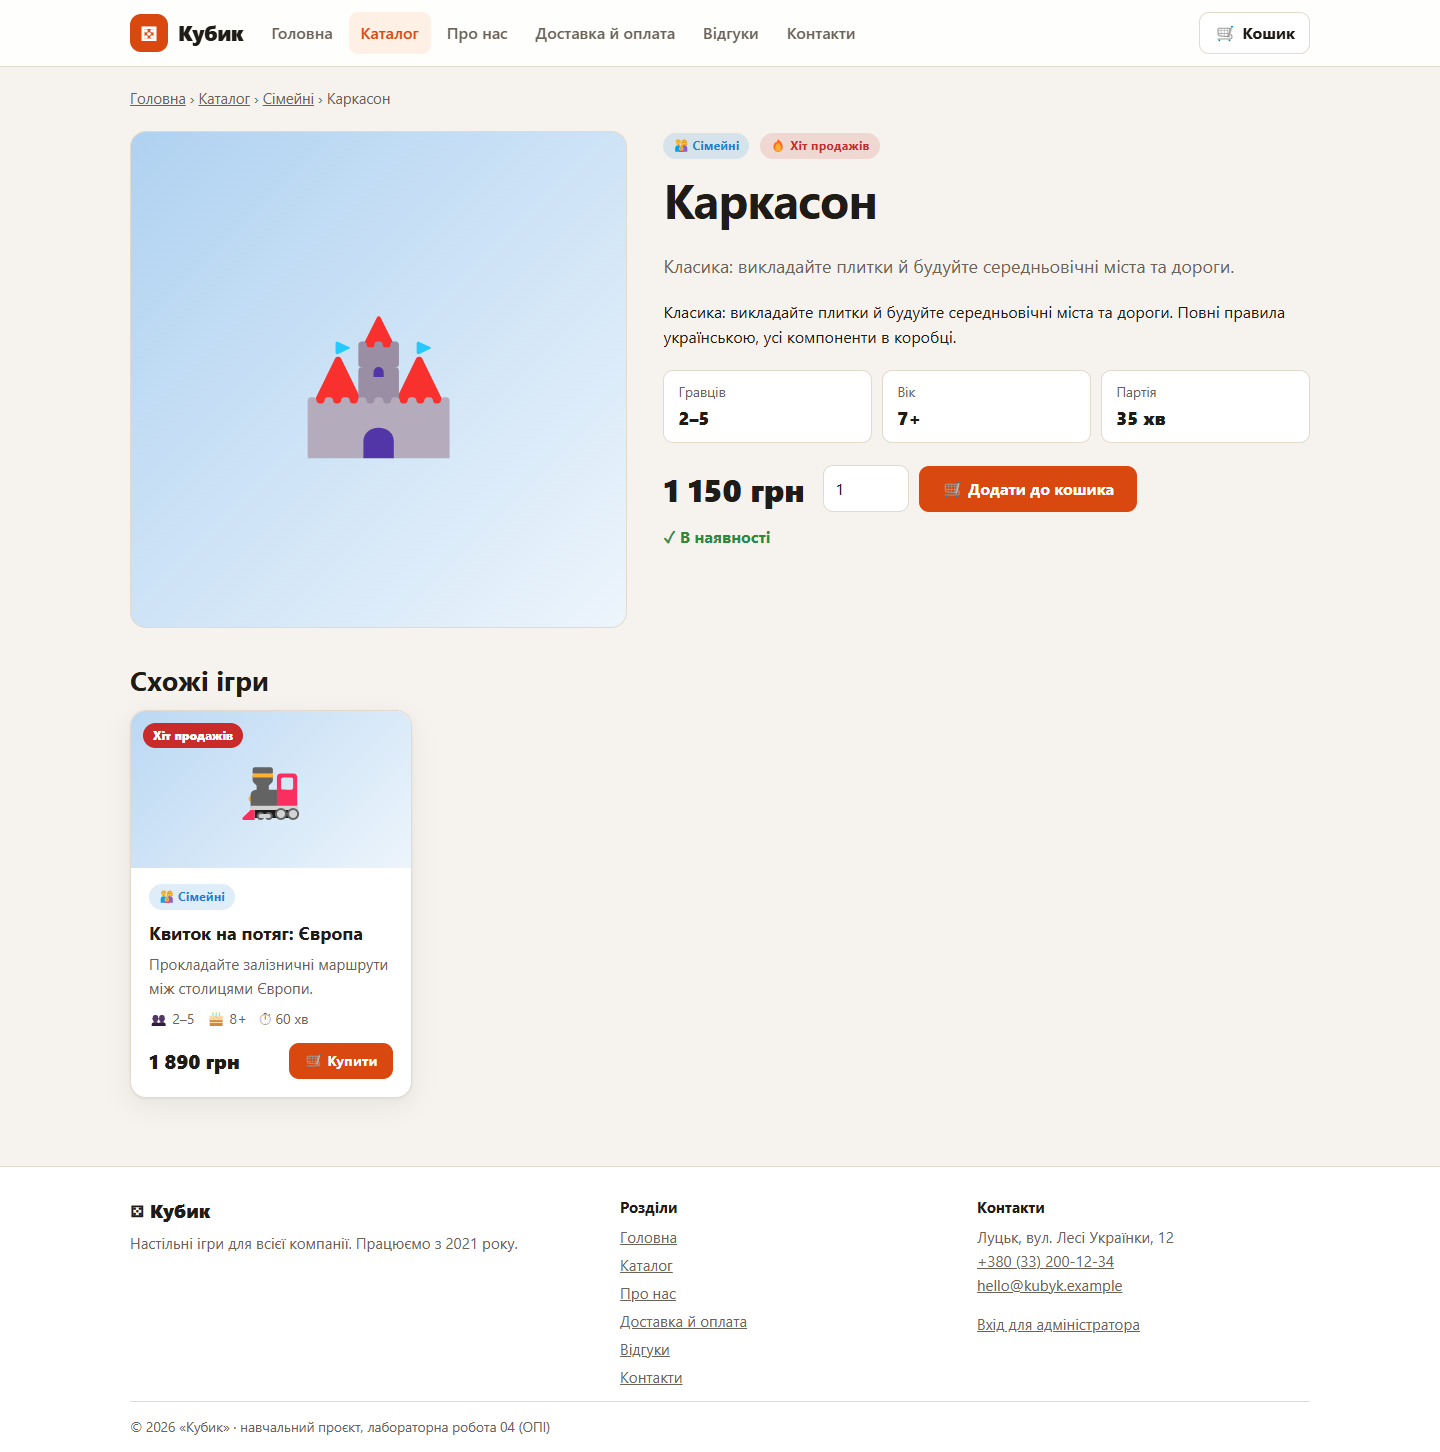 Кубик
Головна
Каталог
Про нас
Доставка й оплата
Відгуки
Контакти
🛒 Кошик
Головна › Каталог › Сімейні › Каркасон
Сімейні
🔥 Хіт продажів
Каркасон
Класика: викладайте плитки й будуйте середньовічні міста та дороги.
Класика: викладайте плитки й будуйте середньовічні міста та дороги. Повні правила
українською, усі компоненти в коробці.
Гравців
2–5
Вік
7+
Партія
35 хв
1 150 грн
1
🛒 Додати до кошика
✓ В наявності
Схожі ігри
Хіт продажів
Сімейні
Квиток на потяг: Європа
Прокладайте залізничні маршрути
між столицями Європи.
👥 2–5 🎂 8+ ⏱ 60 хв
1 890 грн
🛒 Купити
Кубик
Настільні ігри для всієї компанії. Працюємо з 2021 року.
Розділи
Головна
Каталог
Про нас
Доставка й оплата
Відгуки
Контакти
Контакти
Луцьк, вул. Лесі Українки, 12
+380 (33) 200-12-34
hello@kubyk.example
Вхід для адміністратора
© 2026 «Кубик» · навчальний проєкт, лабораторна робота 04 (ОПІ)